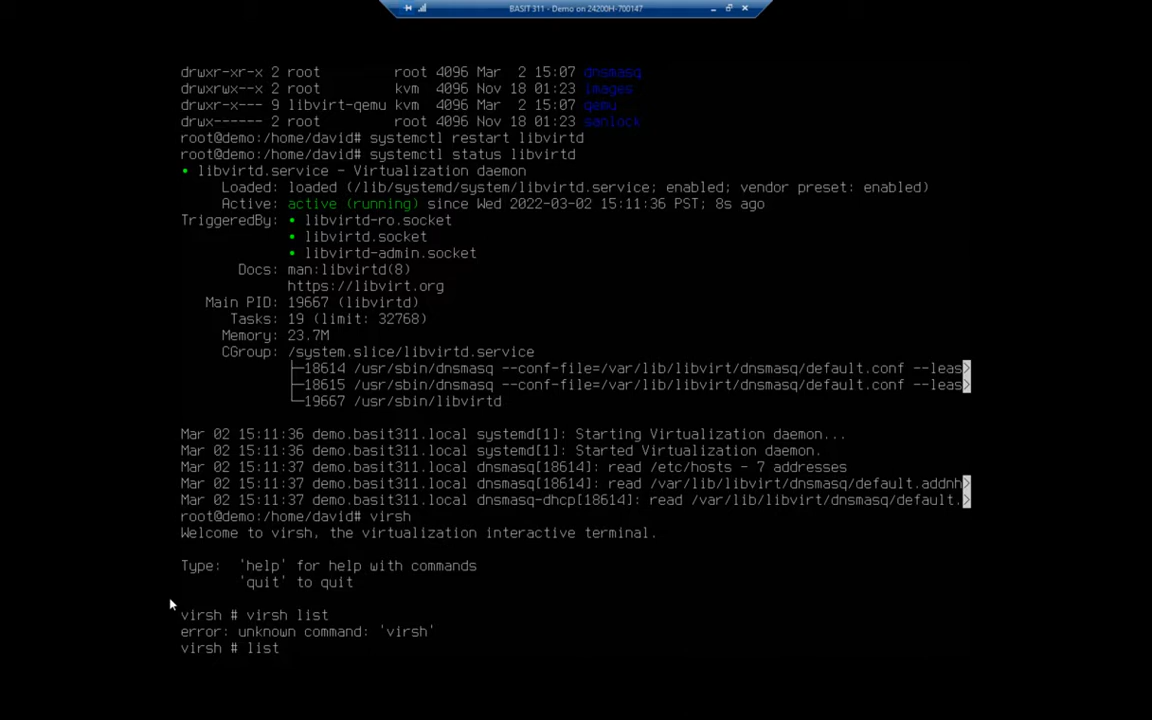 BASIT 311 - Demo on 24200H-700147
drwxr-xr-x 2 root         root 4096 Mar  2 15:07 dnsmasq
drwxrwx--x 2 root         kvm  4096 Nov 18 01:23 images
drwxr-x--- 9 libvirt-qemu kvm  4096 Mar  2 15:07 qemu
drwx------ 2 root         root 4096 Nov 18 01:23 sanlock
root@demo:/home/david# systemctl restart libvirtd
root@demo:/home/david# systemctl status libvirtd
• libvirtd.service - Virtualization daemon
     Loaded: loaded (/lib/systemd/system/libvirtd.service; enabled; vendor preset: enabled)
     Active: active (running) since Wed 2022-03-02 15:11:36 PST; 8s ago
TriggeredBy: • libvirtd-ro.socket
             • libvirtd.socket
             • libvirtd-admin.socket
       Docs: man:libvirtd(8)
             https://libvirt.org
   Main PID: 19667 (libvirtd)
      Tasks: 19 (limit: 32768)
     Memory: 23.7M
     CGroup: /system.slice/libvirtd.service
             ├─18614 /usr/sbin/dnsmasq --conf-file=/var/lib/libvirt/dnsmasq/default.conf --leas>
             ├─18615 /usr/sbin/dnsmasq --conf-file=/var/lib/libvirt/dnsmasq/default.conf --leas>
             └─19667 /usr/sbin/libvirtd
Mar 02 15:11:36 demo.basit311.local systemd[1]: Starting Virtualization daemon...
Mar 02 15:11:36 demo.basit311.local systemd[1]: Started Virtualization daemon.
Mar 02 15:11:37 demo.basit311.local dnsmasq[18614]: read /etc/hosts - 7 addresses
Mar 02 15:11:37 demo.basit311.local dnsmasq[18614]: read /var/lib/libvirt/dnsmasq/default.addnh>
Mar 02 15:11:37 demo.basit311.local dnsmasq-dhcp[18614]: read /var/lib/libvirt/dnsmasq/default.>
root@demo:/home/david# virsh
Welcome to virsh, the virtualization interactive terminal.
Type:  'help' for help with commands
       'quit' to quit
virsh # virsh list
error: unknown command: 'virsh'
virsh # list